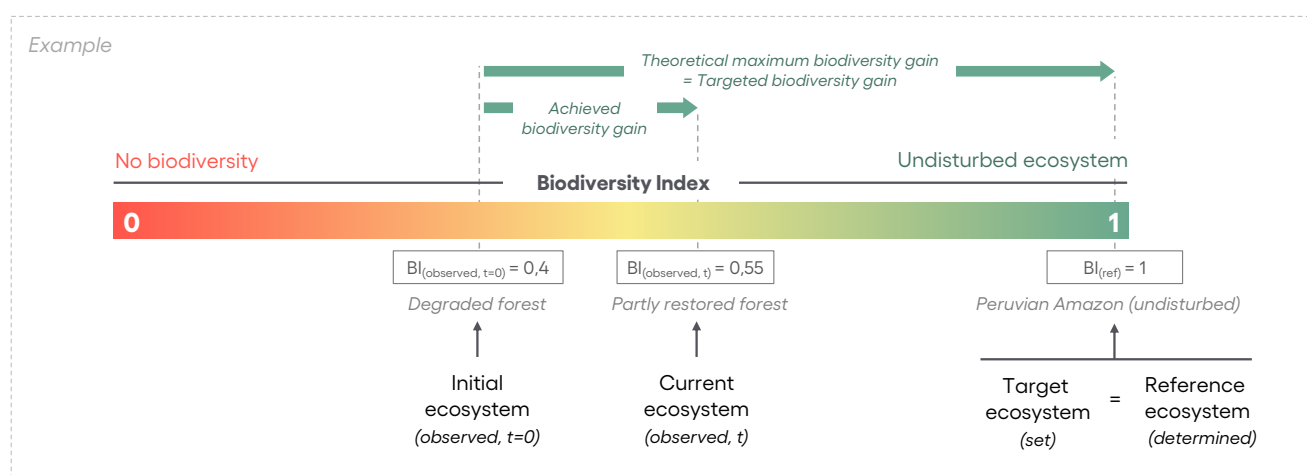 Example
Theoretical maximum biodiversity gain
= Targeted biodiversity gain
Achieved
biodiversity gain
No biodiversity
Undisturbed ecosystem
Biodiversity Index
0
1
BI(observed, t=0) = 0,4
BI(observed, t) = 0,55
BI(ref) = 1
Degraded forest
Partly restored forest
Peruvian Amazon (undisturbed)
Initial
ecosystem
(observed, t=0)
Current
ecosystem
(observed, t)
Target
ecosystem
(set)
=
Reference
ecosystem
(determined)